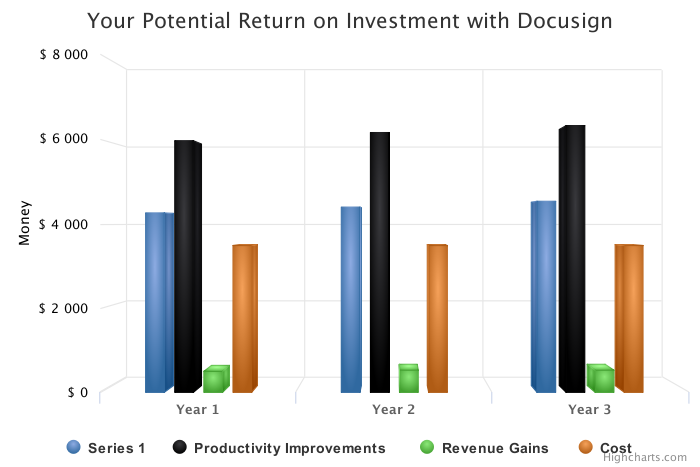 Your Potential Return on Investment with Docusign
$ 8 000
$ 6 000
$ 4 000
$ 2 000
$ 0
Money
Year 1
Year 2
Year 3
Series 1 Productivity Improvements Revenue Gains Cost
Highcharts.com